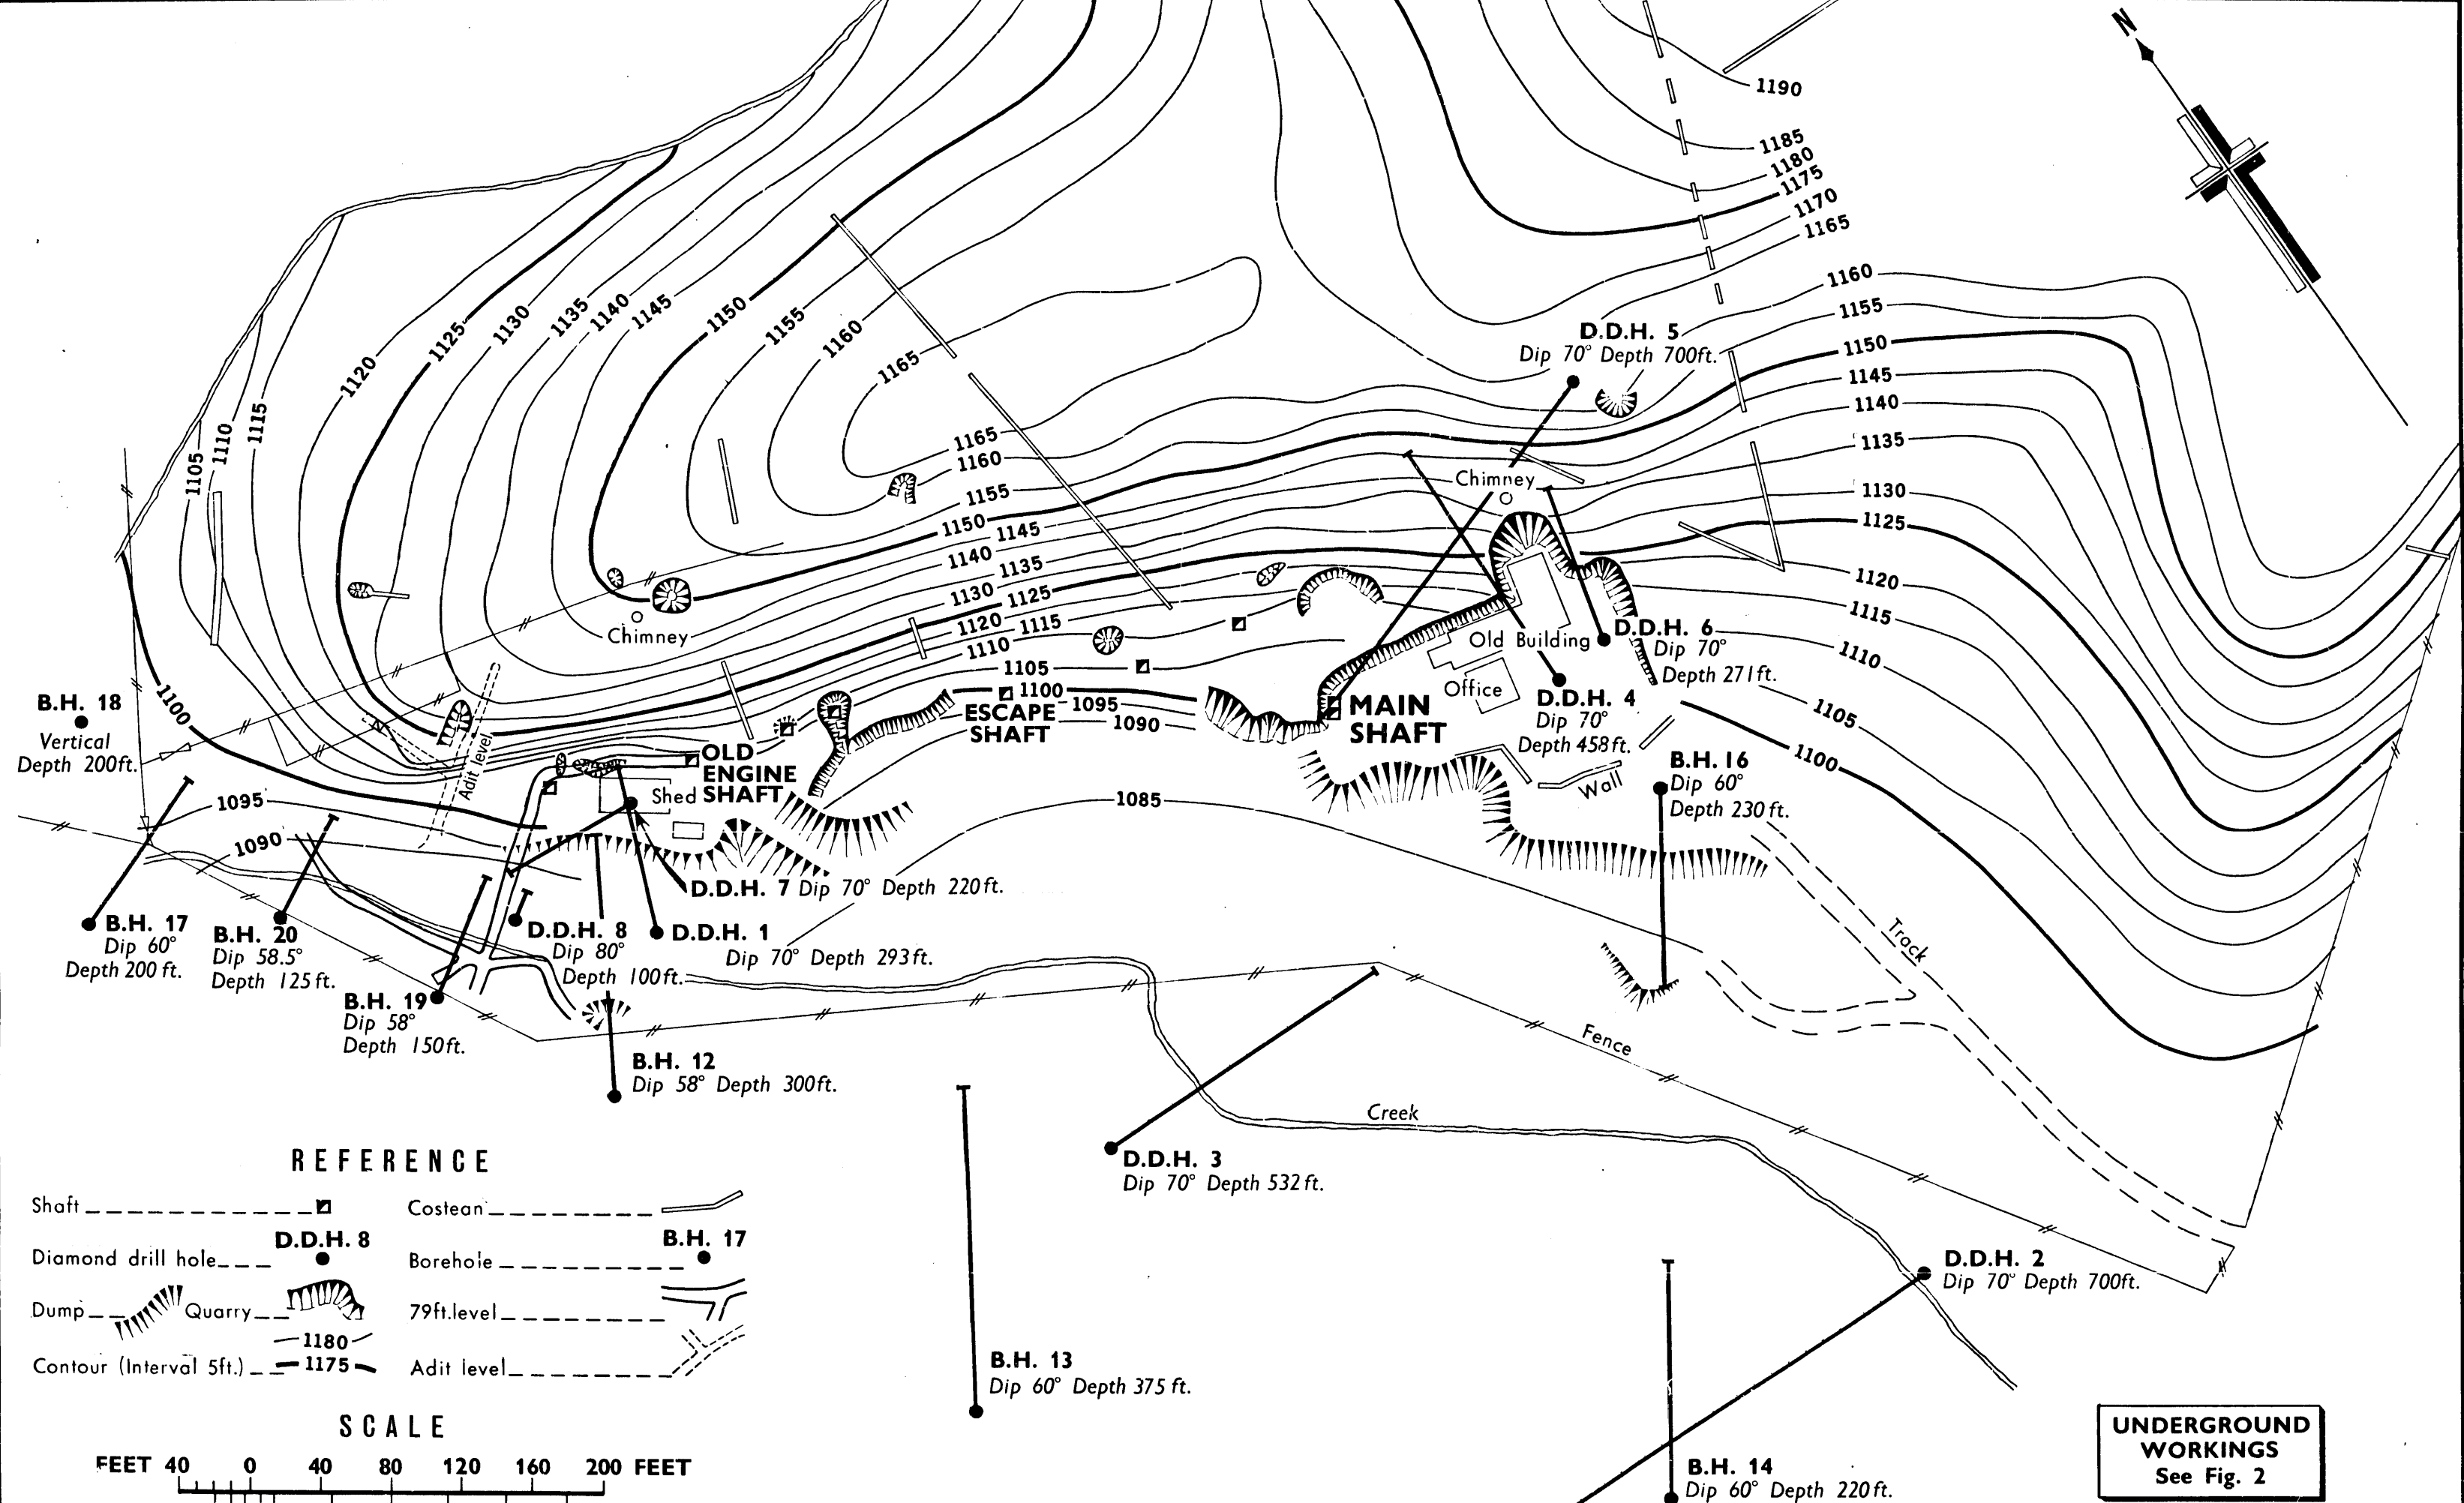 N
1190
1185
1180
1175
1170
1165
1160
1155
1150
1145
1140
1135
1130
1125
1120
1115
1110
1105
1100
D.D.H. 5
Dip 70° Depth 700ft.
Chimney
1105
1110
1115
1120
1125
1130
1135
1140
1145
1150
1155
1160
1165
1165
1160
1155
1150
1145
1140
1135
1130
1125
1120
1115
1110
1105
1100
1095
1090
1085
Chimney
ESCAPE
SHAFT
MAIN
SHAFT
Old Building
Office
D.D.H. 6
Dip 70°
Depth 271ft.
D.D.H. 4
Dip 70°
Depth 458ft.
Wall
B.H. 16
Dip 60°
Depth 230 ft.
Track
B.H. 18
Vertical
Depth 200ft.
1100
1095
1090
Adit level
OLD
ENGINE
SHAFT
Shed
D.D.H. 7 Dip 70° Depth 220ft.
B.H. 17
Dip 60°
Depth 200 ft.
B.H. 20
Dip 58.5°
Depth 125ft.
D.D.H. 8
Dip 80°
Depth 100ft.
D.D.H. 1
Dip 70° Depth 293ft.
B.H. 19
Dip 58°
Depth 150ft.
B.H. 12
Dip 58° Depth 300ft.
Fence
Creek
D.D.H. 3
Dip 70° Depth 532ft.
D.D.H. 2
Dip 70° Depth 700ft.
B.H. 13
Dip 60° Depth 375 ft.
B.H. 14
Dip 60° Depth 220ft.
REFERENCE
Shaft
Costean
Diamond drill hole
D.D.H. 8
Borehole
B.H. 17
Dump
Quarry
79ft.level
Contour (Interval 5ft.)
1180
1175
Adit level
SCALE
FEET 40 0 40 80 120 160 200 FEET
UNDERGROUND
WORKINGS
See Fig. 2